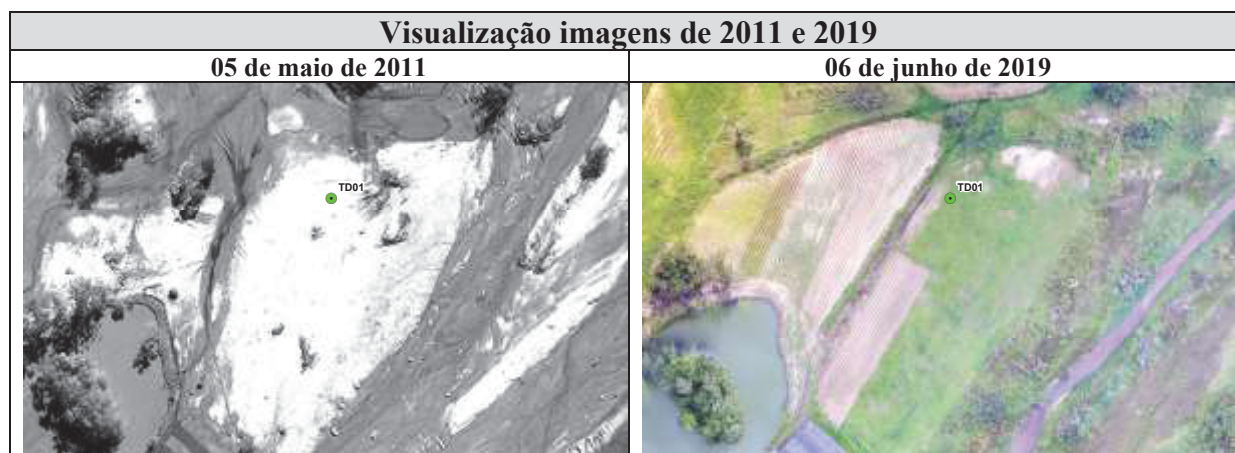 Visualização imagens de 2011 e 2019
05 de maio de 2011
06 de junho de 2019
TD01
TD01